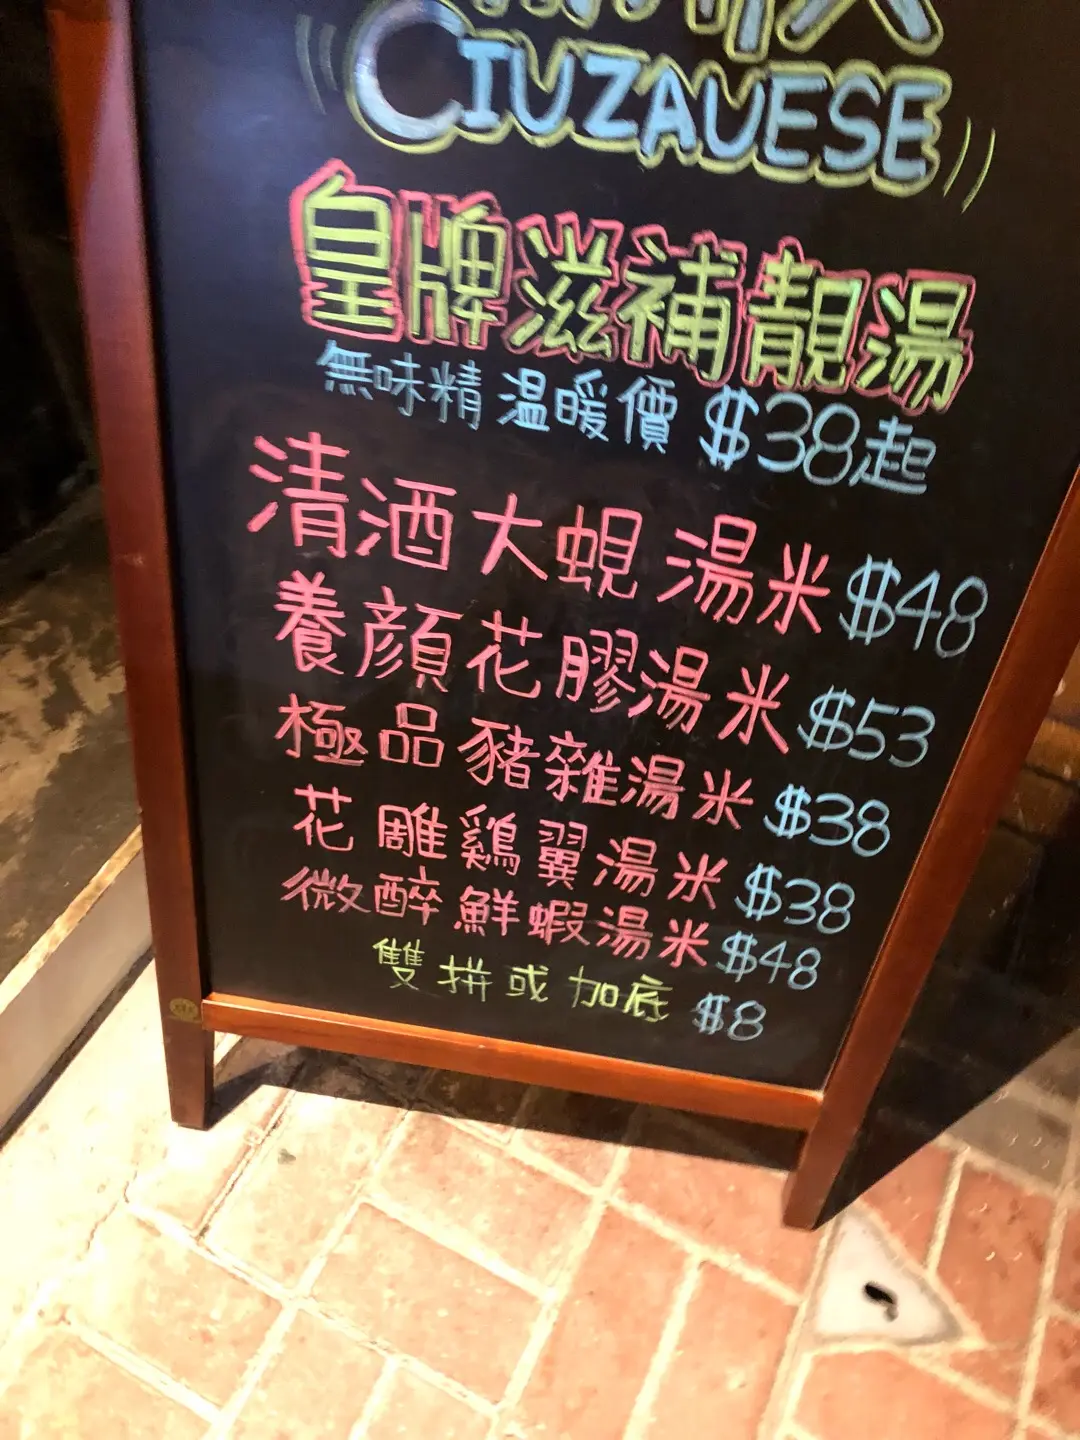 CIUZAUESE
皇牌滋補靚湯
無味精 温暖價 $38起
清酒大蜆湯米 $48
養顏花膠湯米 $53
極品豬雜湯米 $38
花雕鷄翼湯米 $38
微醉鮮蝦湯米 $48
雙拼或加底 $8